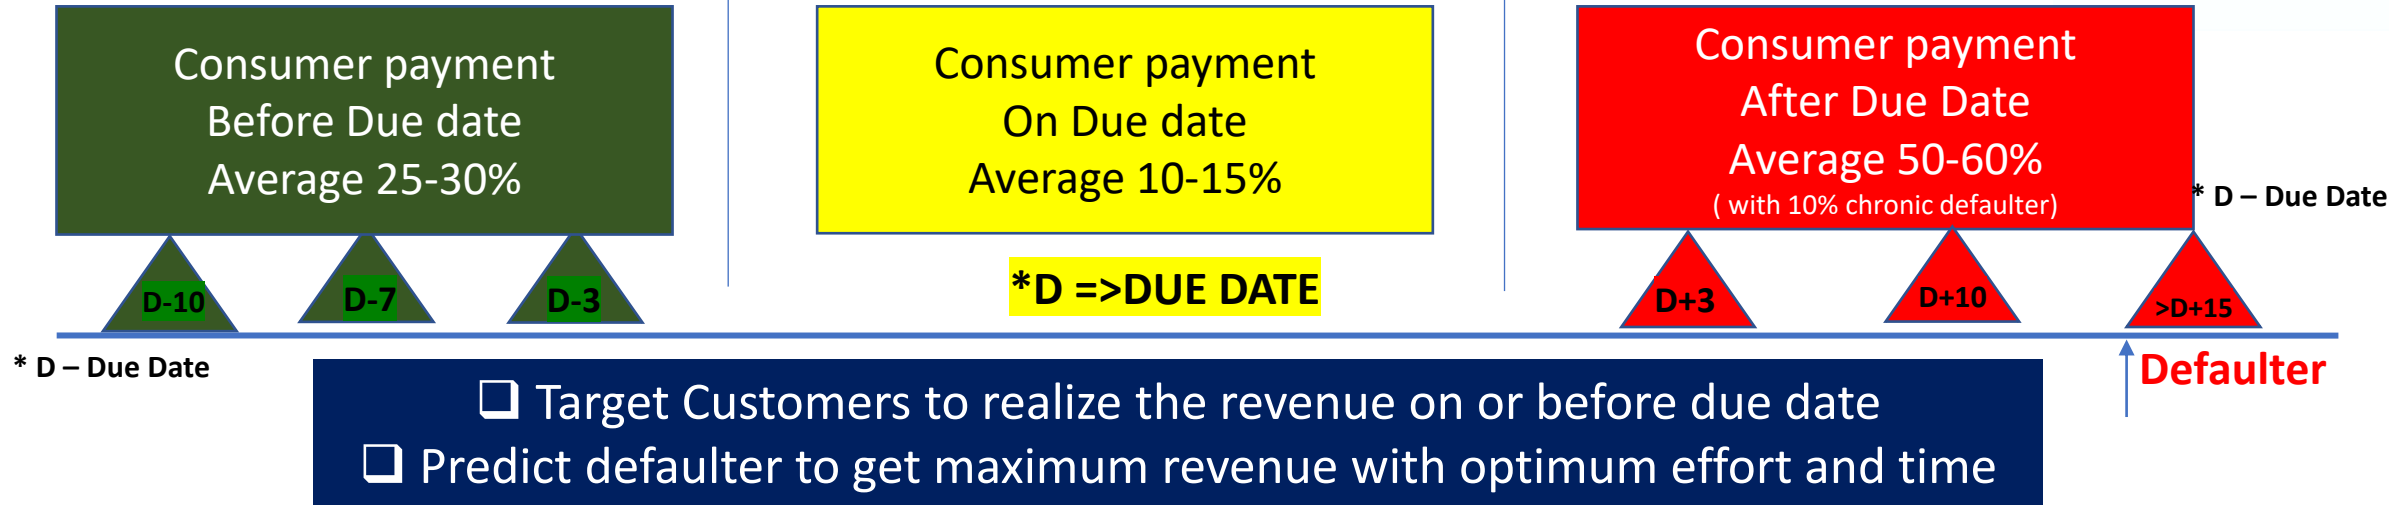 Consumer payment
Before Due date
Average 25-30%
Consumer payment
On Due date
Average 10-15%
Consumer payment
After Due Date
Average 50-60%
( with 10% chronic defaulter)
* D – Due Date
D-10
D-7
D-3
*D =>DUE DATE
D+3
D+10
>D+15
* D – Due Date
Defaulter
❑ Target Customers to realize the revenue on or before due date
❑ Predict defaulter to get maximum revenue with optimum effort and time